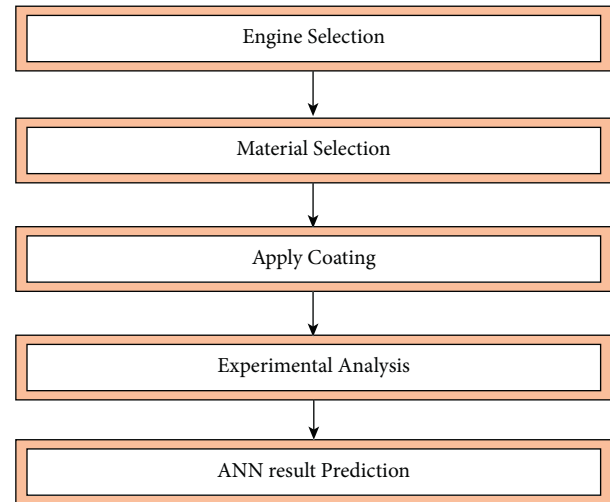 Engine Selection
Material Selection
Apply Coating
Experimental Analysis
ANN result Prediction